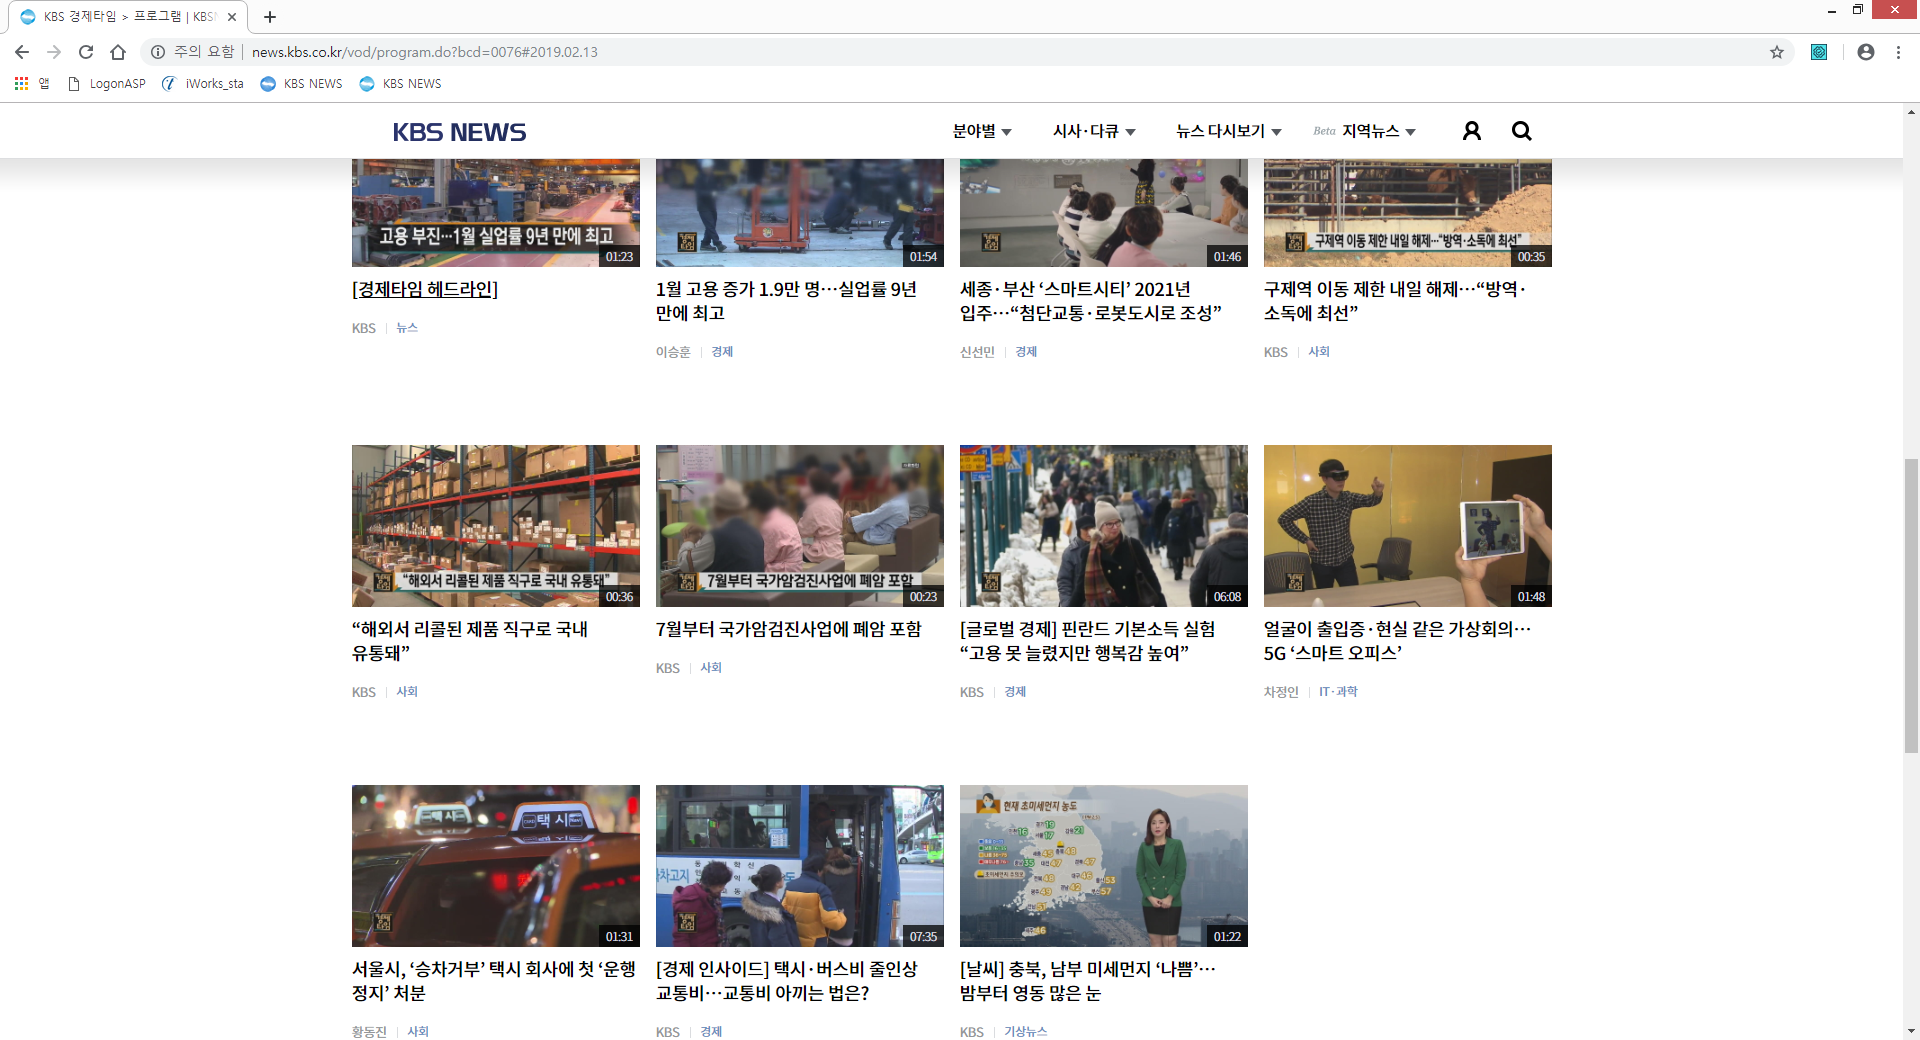 KBS 경제타임 > 프로그램 | KBS
주의 요함
news.kbs.co.kr/vod/program.do?bcd=0076#2019.02.13
앱
LogonASP
iWorks_sta
KBS NEWS
KBS NEWS
KBS NEWS
분야별
시사·다큐
뉴스 다시보기
Beta 지역뉴스
고용 부진…1월 실업률 9년 만에 최고
01:23
01:54
01:46
구제역 이동 제한 내일 해제…“방역·소독에 최선”
00:35
[경제타임 헤드라인]
KBS | 뉴스
1월 고용 증가 1.9만 명…실업률 9년
만에 최고
이승훈 | 경제
세종·부산 ‘스마트시티’ 2021년
입주…“첨단교통·로봇도시로 조성”
신선민 | 경제
구제역 이동 제한 내일 해제…“방역·
소독에 최선”
KBS | 사회
“해외서 리콜된 제품 직구로 국내 유통돼”
00:36
7월부터 국가암검진사업에 폐암 포함
00:23
06:08
01:48
“해외서 리콜된 제품 직구로 국내
유통돼”
KBS | 사회
7월부터 국가암검진사업에 폐암 포함
KBS | 사회
[글로벌 경제] 핀란드 기본소득 실험
“고용 못 늘렸지만 행복감 높여”
KBS | 경제
얼굴이 출입증·현실 같은 가상회의…
5G ‘스마트 오피스’
차정인 | IT·과학
택시
01:31
07:35
현재 초미세먼지 농도
01:22
서울시, ‘승차거부’ 택시 회사에 첫 ‘운행
정지’ 처분
황동진 | 사회
[경제 인사이드] 택시·버스비 줄인상
교통비…교통비 아끼는 법은?
KBS | 경제
[날씨] 충북, 남부 미세먼지 ‘나쁨’…
밤부터 영동 많은 눈
KBS | 기상뉴스